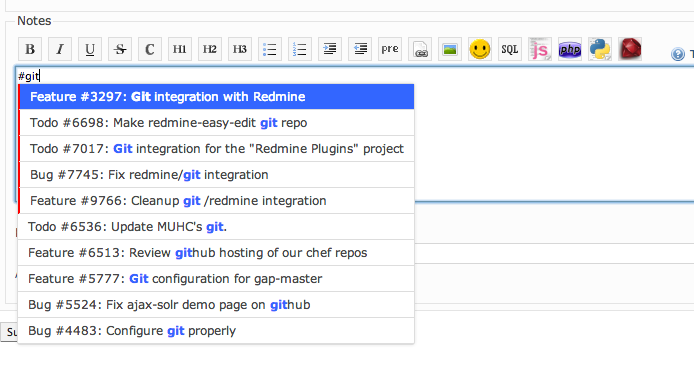 Notes
B I U S C H1 H2 H3 pre SQL js php
T
#git
Feature #3297: Git integration with Redmine
Todo #6698: Make redmine-easy-edit git repo
Todo #7017: Git integration for the "Redmine Plugins" project
Bug #7745: Fix redmine/git integration
Feature #9766: Cleanup git /redmine integration
Todo #6536: Update MUHC's git.
Feature #6513: Review github hosting of our chef repos
Feature #5777: Git configuration for gap-master
Bug #5524: Fix ajax-solr demo page on github
Su
Bug #4483: Configure git properly